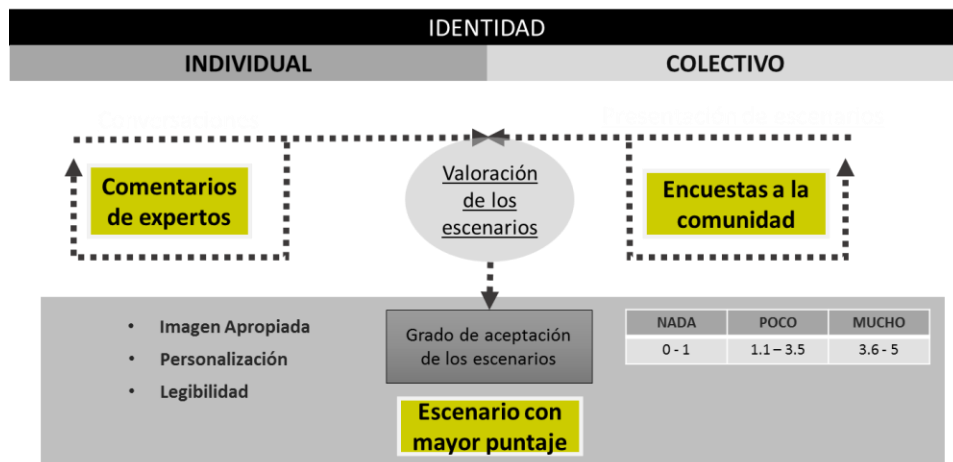 IDENTIDAD
INDIVIDUAL
COLECTIVO
Comentarios
de expertos
Valoración
de los
escenarios
Encuestas a la
comunidad
• Imagen Apropiada
• Personalización
• Legibilidad
Grado de aceptación
de los escenarios
Escenario con
mayor puntaje
NADA POCO MUCHO
0 - 1 1.1 – 3.5 3.6 - 5